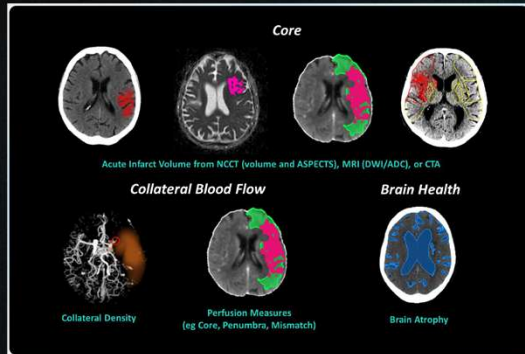 Core
Acute Infarct Volume from NCCT (volume and ASPECTS), MRI (DWI/ADC), or CTA
Collateral Blood Flow
Brain Health
Collateral Density
Perfusion Measures
(eg Core, Penumbra, Mismatch)
Brain Atrophy